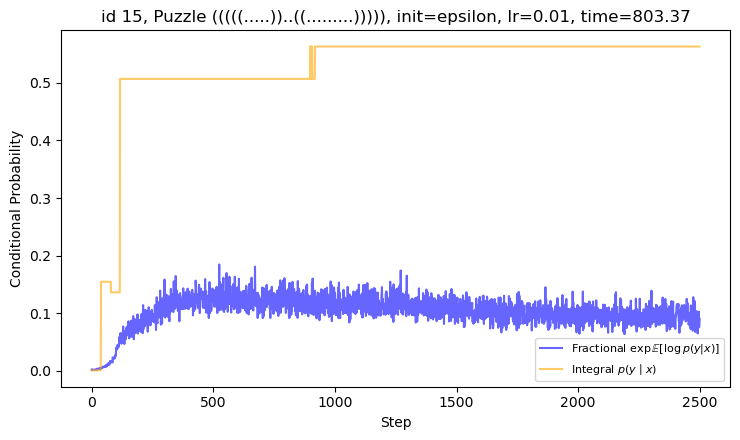 id 15, Puzzle (((((.....))..((.........))))), init=epsilon, lr=0.01, time=803.37
Conditional Probability
0.5
0.4
0.3
0.2
0.1
0.0
Fractional exp𝔼[log p(y|x)]
Integral p(y | x)
0 500 1000 1500 2000 2500
Step